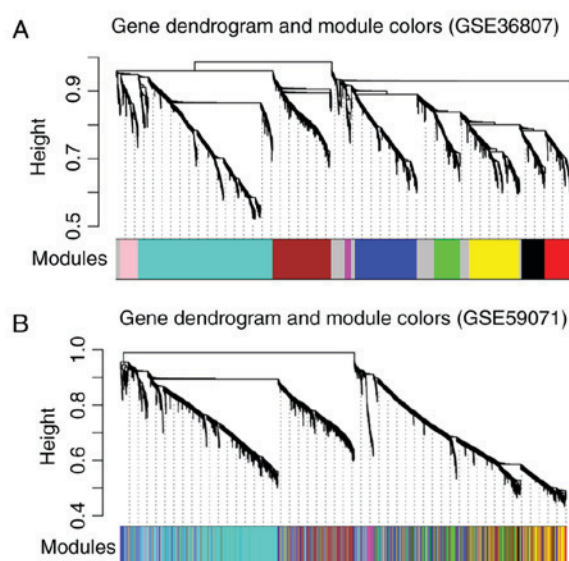 A
Gene dendrogram and module colors (GSE36807)
Height
0.9
0.7
0.5
Modules
B
Gene dendrogram and module colors (GSE59071)
Height
1.0
0.8
0.6
0.4
Modules